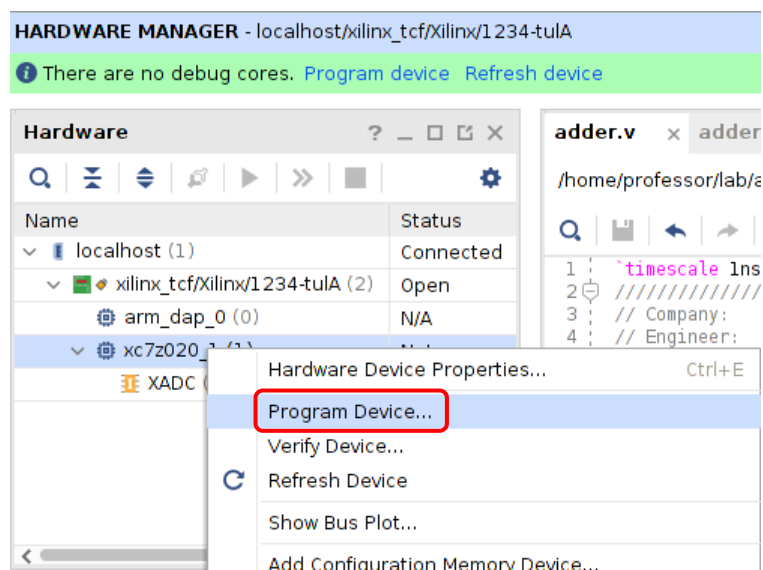 HARDWARE MANAGER - localhost/xilinx_tcf/Xilinx/1234-tulA
There are no debug cores. Program device Refresh device
Hardware
Name Status
localhost (1) Connected
xilinx_tcf/Xilinx/1234-tulA (2) Open
arm_dap_0 (0) N/A
xc7z020_1 (1)
XADC (
Hardware Device Properties... Ctrl+E
Program Device...
Verify Device...
Refresh Device
Show Bus Plot...
Add Configuration Memory Device...
adder.v adder
/home/professor/lab/a
1 `timescale 1ns
2 //////////////
3 // Company:
4 // Engineer: